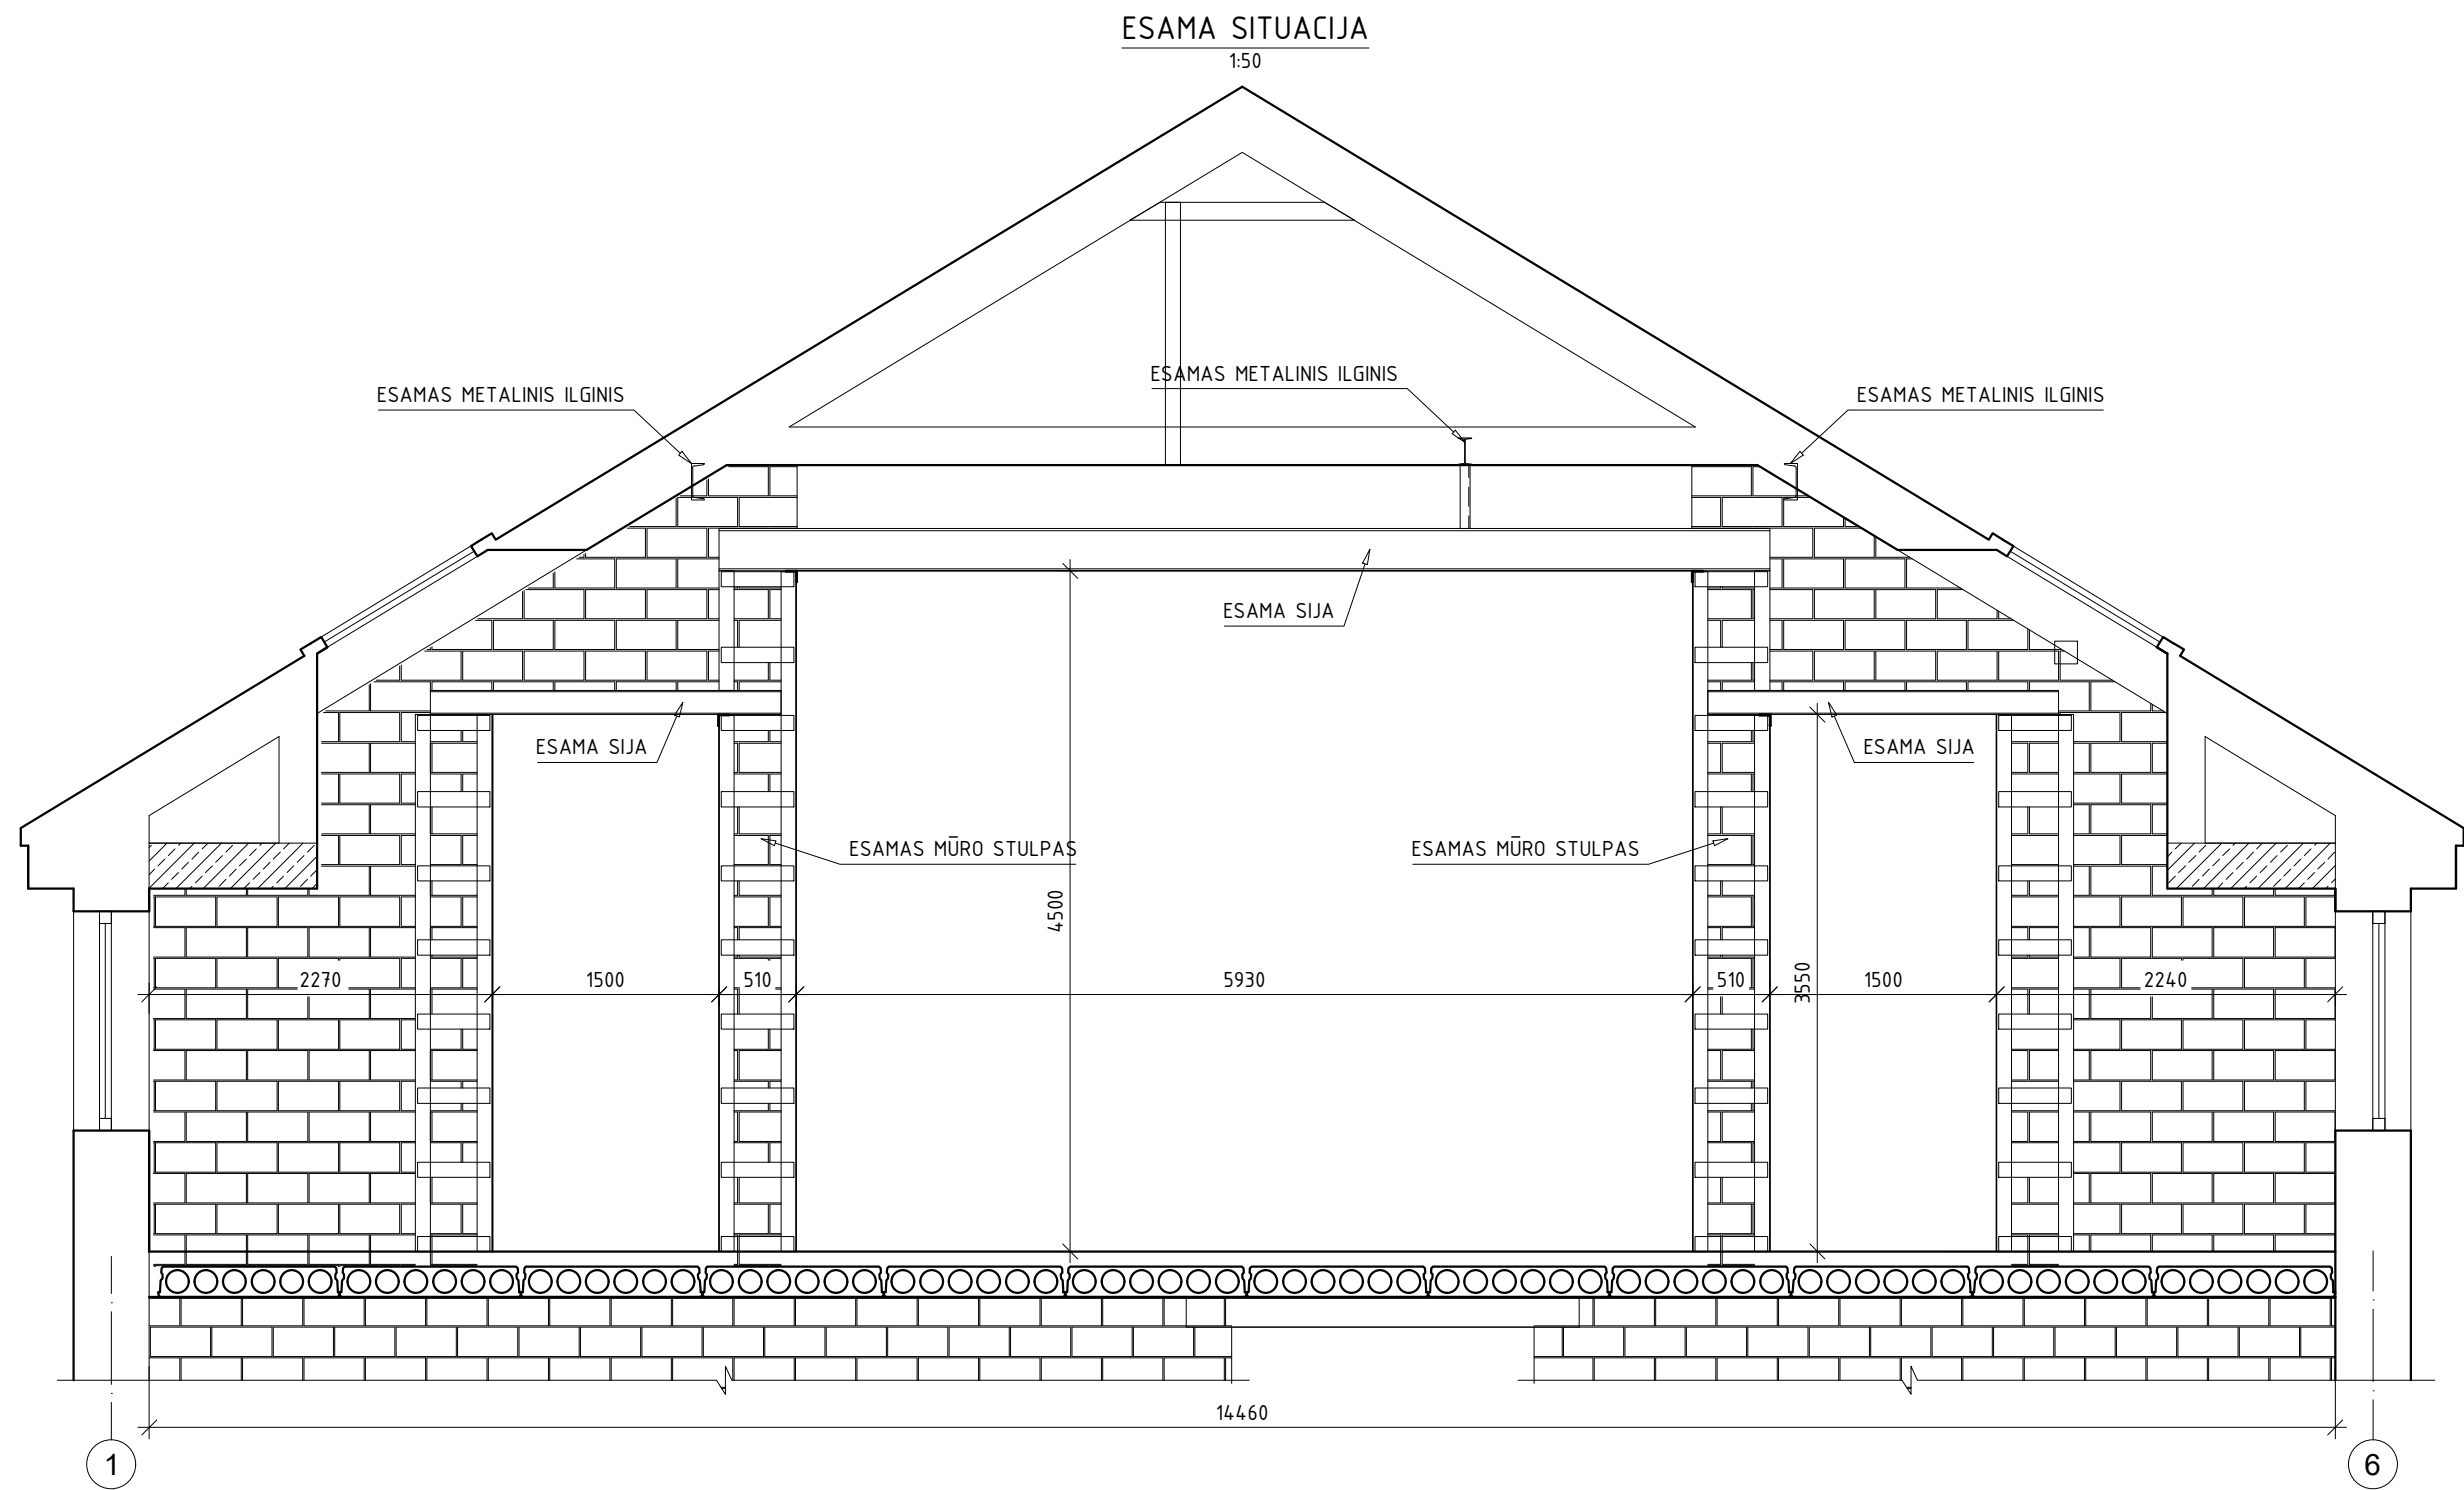 ESAMA SITUACIJA
1:50
ESAMAS METALINIS ILGINIS
ESAMAS METALINIS ILGINIS
ESAMAS METALINIS ILGINIS
ESAMA SIJA
ESAMA SIJA
ESAMA SIJA
ESAMAS MŪRO STULPAS
ESAMAS MŪRO STULPAS
4500
3550
2270
1500
510
5930
510
1500
2240
14460
1
6